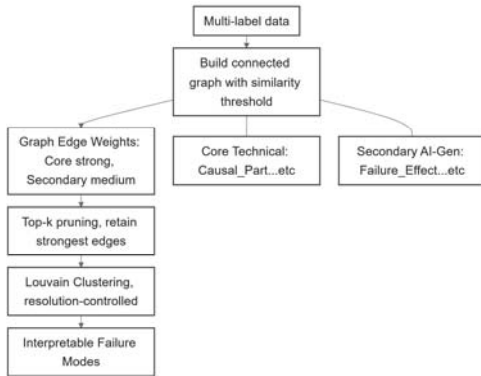 Multi-label data
Build connected
graph with similarity
threshold
Graph Edge Weights:
Core strong,
Secondary medium
Core Technical:
Causal_Part...etc
Secondary AI-Gen:
Failure_Effect...etc
Top-k pruning, retain
strongest edges
Louvain Clustering,
resolution-controlled
Interpretable Failure
Modes